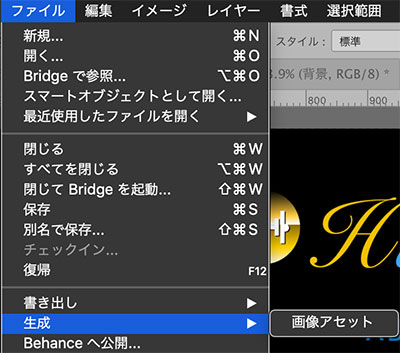 ファイル 編集 イメージ レイヤー 書式 選択範囲
新規... ⌘N
スタイル： 標準
開く... ⌘O
Bridge で参照... ⌥⌘O
3.9% (背景, RGB/8) *
スマートオブジェクトとして開く...
800 900
最近使用したファイルを開く ▶
閉じる ⌘W
すべてを閉じる ⌥⌘W
閉じて Bridge を起動... ⇧⌘W
保存 ⌘S
別名で保存... ⇧⌘S
チェックイン...
復帰 F12
書き出し ▶
生成 ▶ 画像アセット
Behance へ公開...